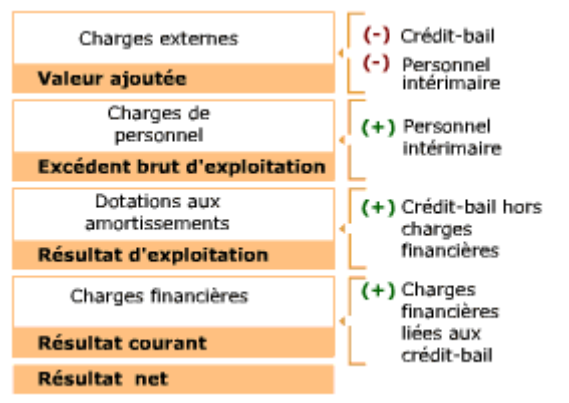 Charges externes
Valeur ajoutée
(-) Crédit-bail
(-) Personnel
intérimaire
Charges de
personnel
Excédent brut d'exploitation
(+) Personnel
intérimaire
Dotations aux
amortissements
Résultat d'exploitation
(+) Crédit-bail hors
charges
financières
Charges financières
Résultat courant
(+) Charges
financières
liées aux
crédit-bail
Résultat net